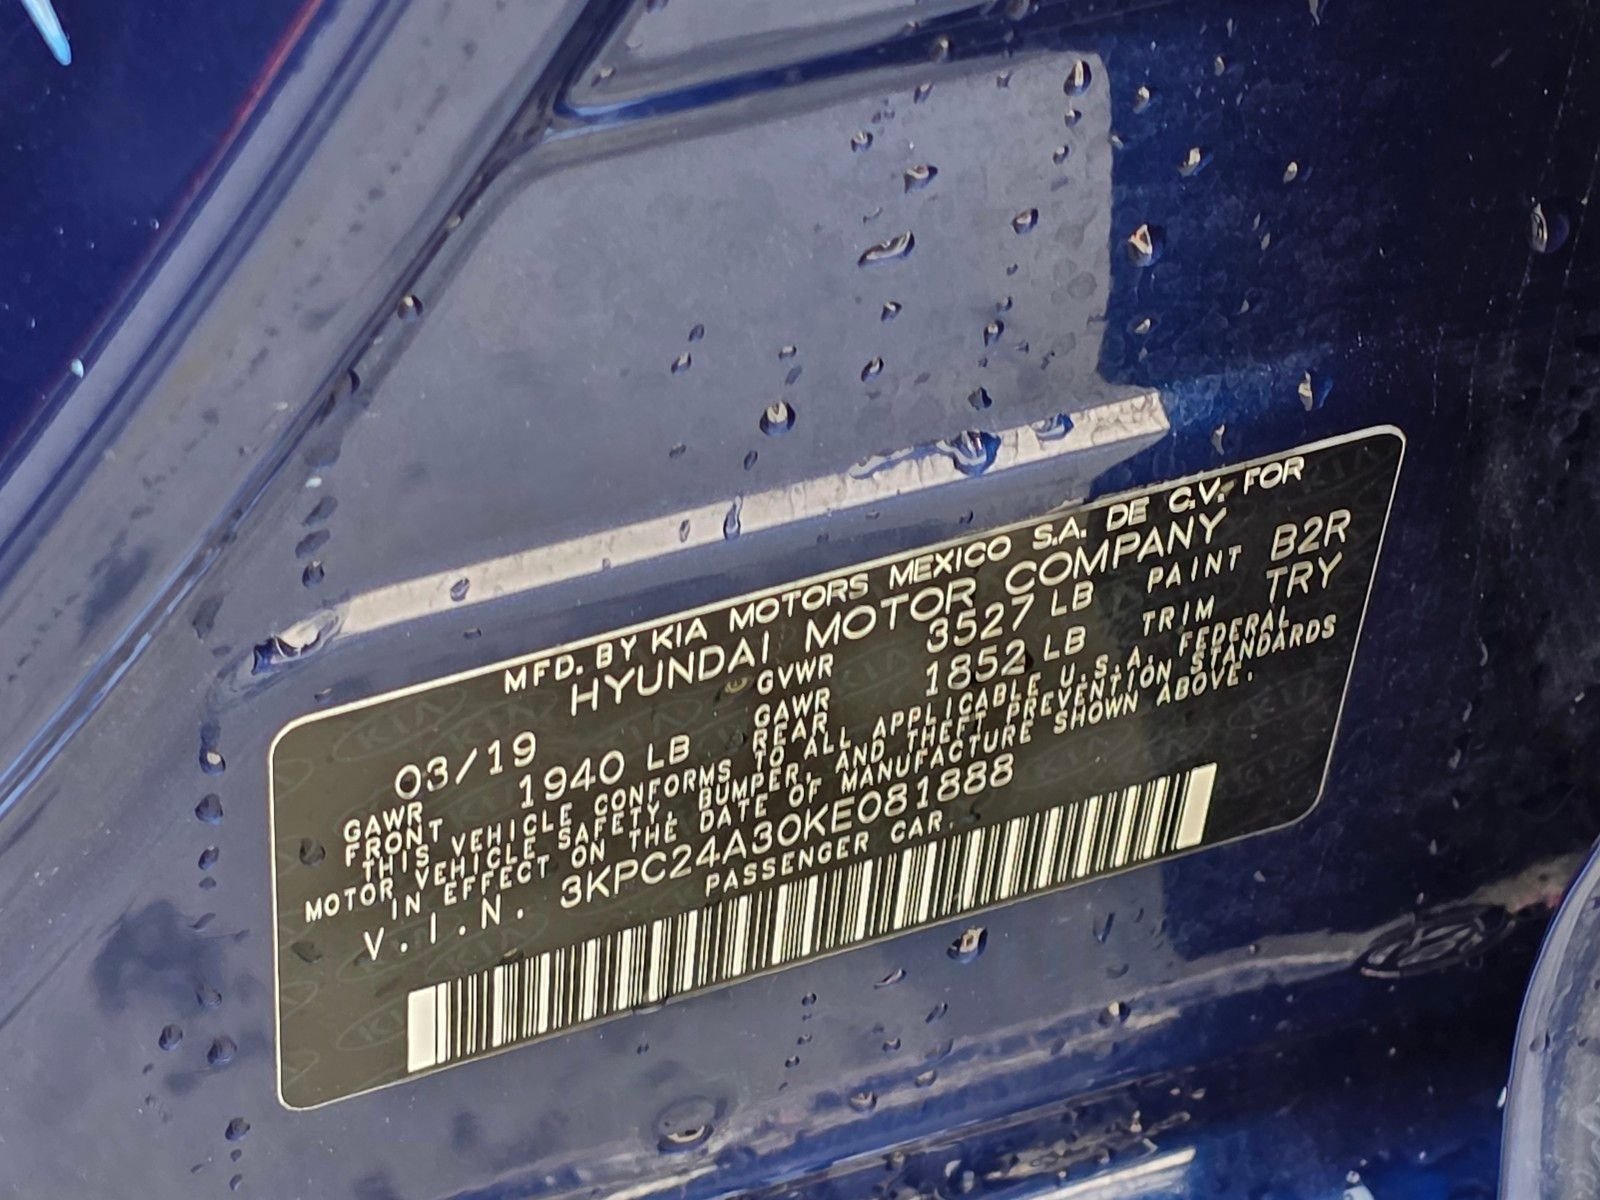 MFD. BY KIA MOTORS MEXICO S.A. DE C.V. FOR
HYUNDAI MOTOR COMPANY
03/19 GVWR 3527 LB PAINT B2R
GAWR FRONT 1940 LB GAWR REAR 1852 LB TRIM TRY
THIS VEHICLE CONFORMS TO ALL APPLICABLE U.S.A. FEDERAL
MOTOR VEHICLE SAFETY, BUMPER, AND THEFT PREVENTION STANDARDS
IN EFFECT ON THE DATE OF MANUFACTURE SHOWN ABOVE.
V.I.N. 3KPC24A30KE081888
PASSENGER CAR.